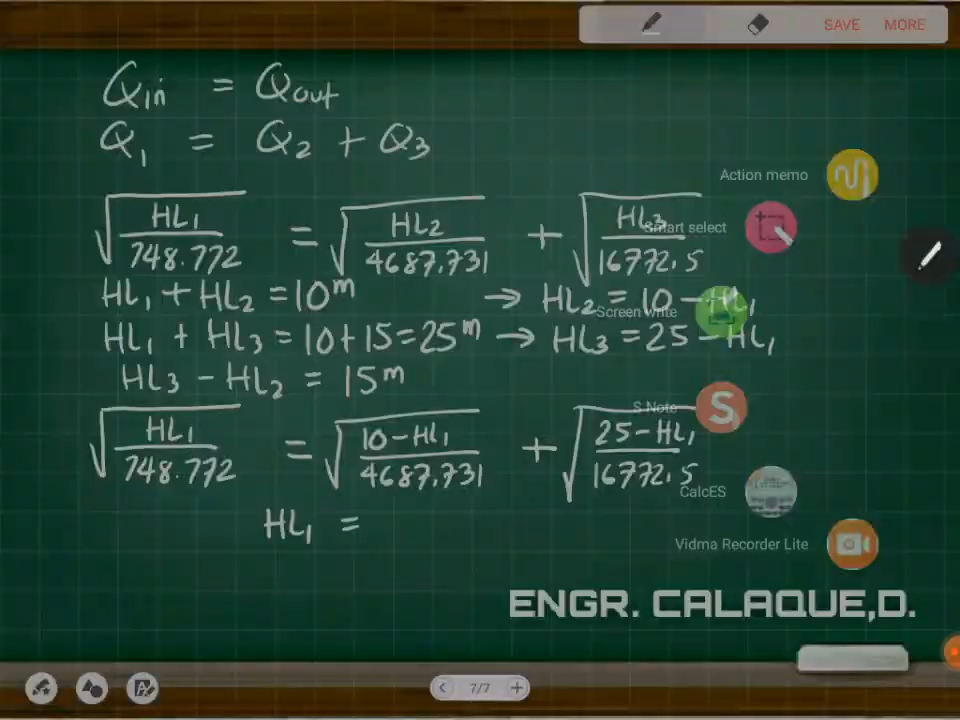 SAVE MORE
Qin = Qout
Q1 = Q2 + Q3
Action memo
√(HL1/748.772) = √(HL2/4687.731) + √(HL3/16772.5)
Smart select
HL1 + HL2 = 10m → HL2 = 10 - HL1
Screen write
HL1 + HL3 = 10+15=25m → HL3 = 25 - HL1
HL3 - HL2 = 15m
S Note
S
√(HL1/748.772) = √(10-HL1/4687.731) + √(25-HL1/16772.5)
CalcES
HL1 =
Vidma Recorder Lite
ENGR. CALAQUE,D.
7/7